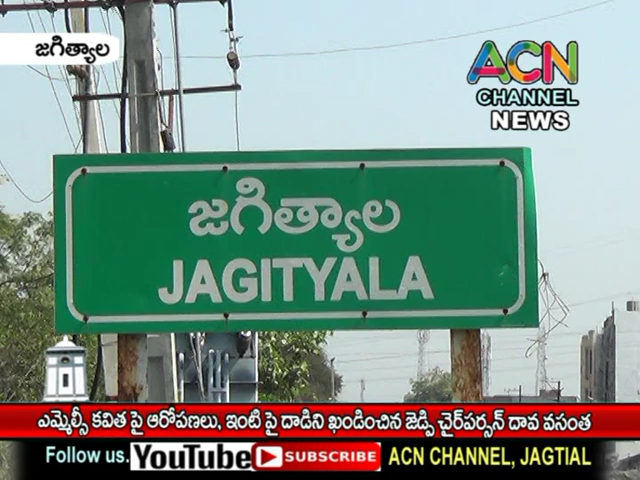 జగిత్యాల
ACN
CHANNEL
NEWS
జగిత్యాల
JAGITYALA
ఎమ్మెల్సీ కవిత పై ఆరోపణలు, ఇంటి పై దాడిని ఖండించిన జెడ్పి చైర్‌పర్సన్ దావ వసంత
Follow us. YouTube SUBSCRIBE ACN CHANNEL, JAGTIAL